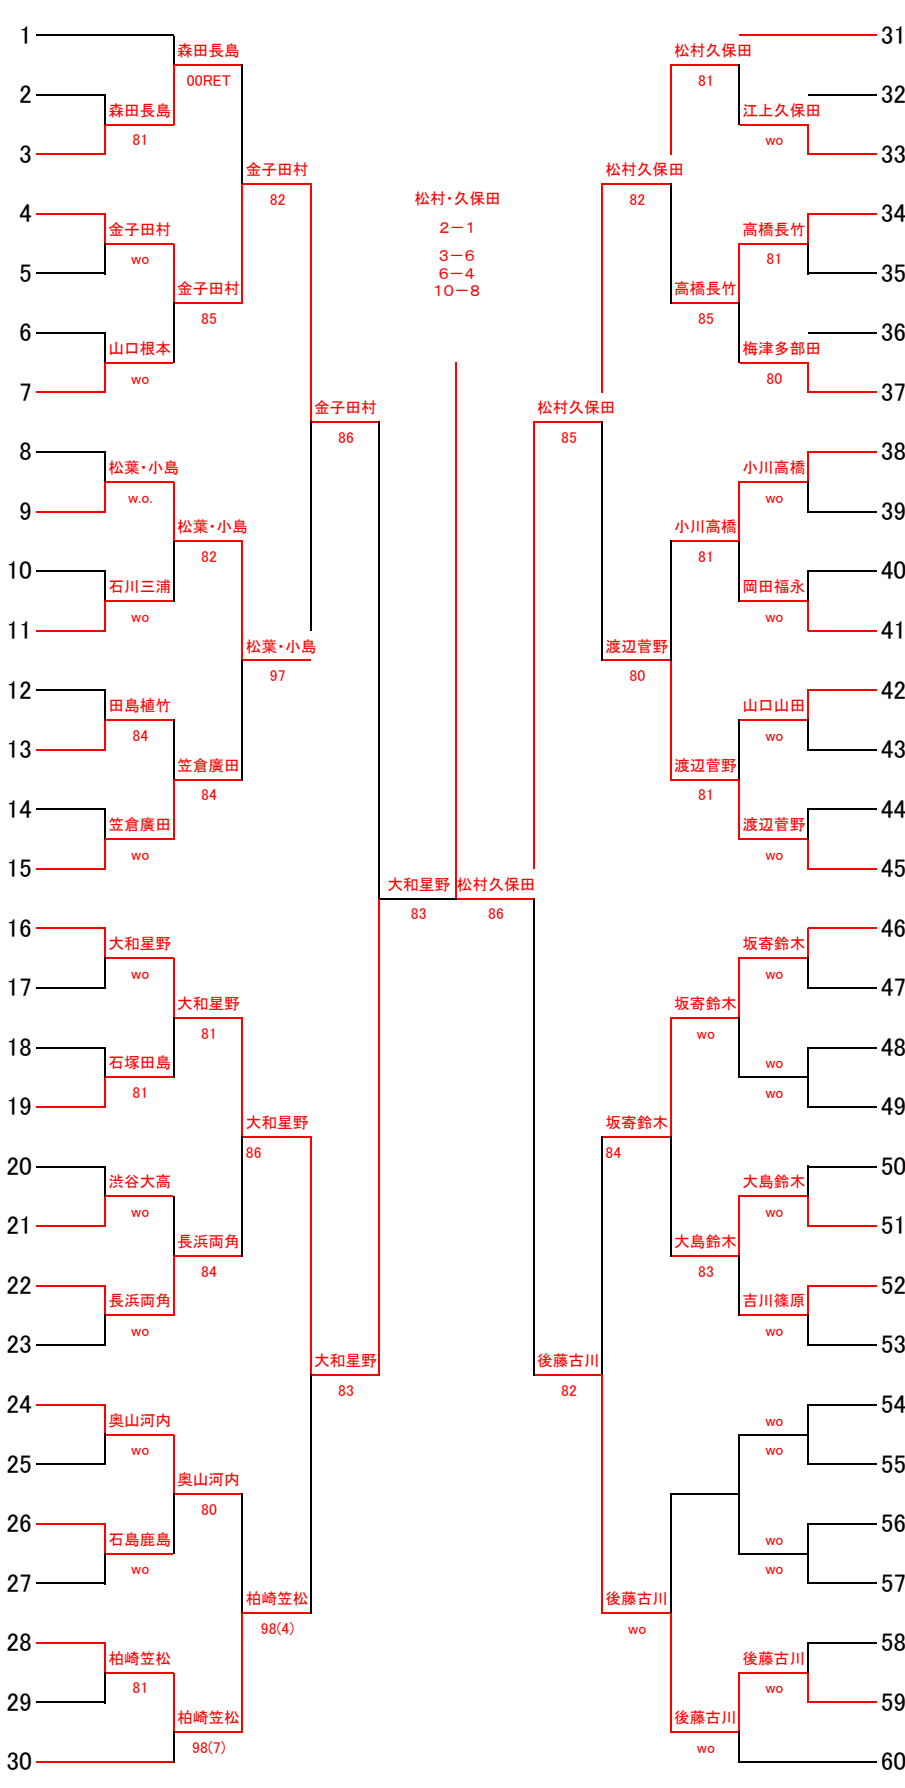 1
2
3
4
5
6
7
8
9
10
11
12
13
14
15
16
17
18
19
20
21
22
23
24
25
26
27
28
29
30
森田長島
81
金子田村
wo
山口根本
wo
松葉・小島
w.o.
石川三浦
wo
田島植竹
84
笠倉廣田
wo
大和星野
wo
石塚田島
81
渋谷大高
wo
長浜両角
wo
奥山河内
wo
石島鹿島
wo
柏崎笠松
81
森田長島
00RET
金子田村
85
松葉・小島
82
笠倉廣田
84
大和星野
81
長浜両角
84
奥山河内
80
柏崎笠松
98(7)
金子田村
82
松葉・小島
97
大和星野
86
柏崎笠松
98(4)
金子田村
86
大和星野
83
大和星野
83
松村・久保田
2－1
3－6
6－4
10－8
松村久保田
86
松村久保田
85
後藤古川
82
松村久保田
82
渡辺菅野
80
坂寄鈴木
84
後藤古川
wo
松村久保田
81
高橋長竹
85
小川高橋
81
渡辺菅野
81
坂寄鈴木
wo
大島鈴木
83
後藤古川
wo
江上久保田
wo
高橋長竹
81
梅津多部田
80
小川高橋
wo
岡田福永
wo
山口山田
wo
渡辺菅野
wo
坂寄鈴木
wo
wo
wo
大島鈴木
wo
吉川篠原
wo
wo
wo
wo
wo
後藤古川
wo
31
32
33
34
35
36
37
38
39
40
41
42
43
44
45
46
47
48
49
50
51
52
53
54
55
56
57
58
59
60